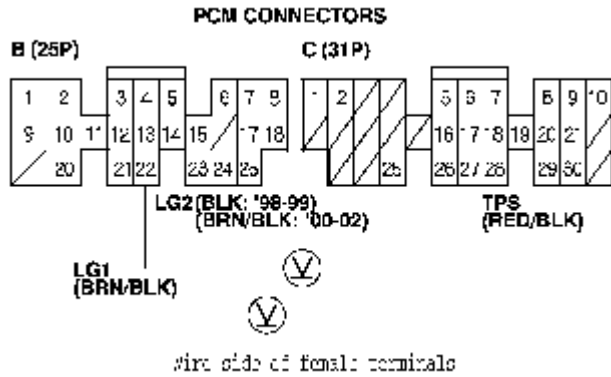 PCM CONNECTORS
B (25P)
C (31P)
1 2 3 4 5 6 7 8
9 10 11 12 13 14 15 17 18
20 21 22 23 24 25
1 2 5 6 7 8 9 10
16 17 18 19 20 21
25 26 27 28 29 30
LG2 (BLK: '98-99)
(BRN/BLK: '00-02)
TPS
(RED/BLK)
LG1
(BRN/BLK)
V
V
Wire side of female terminals